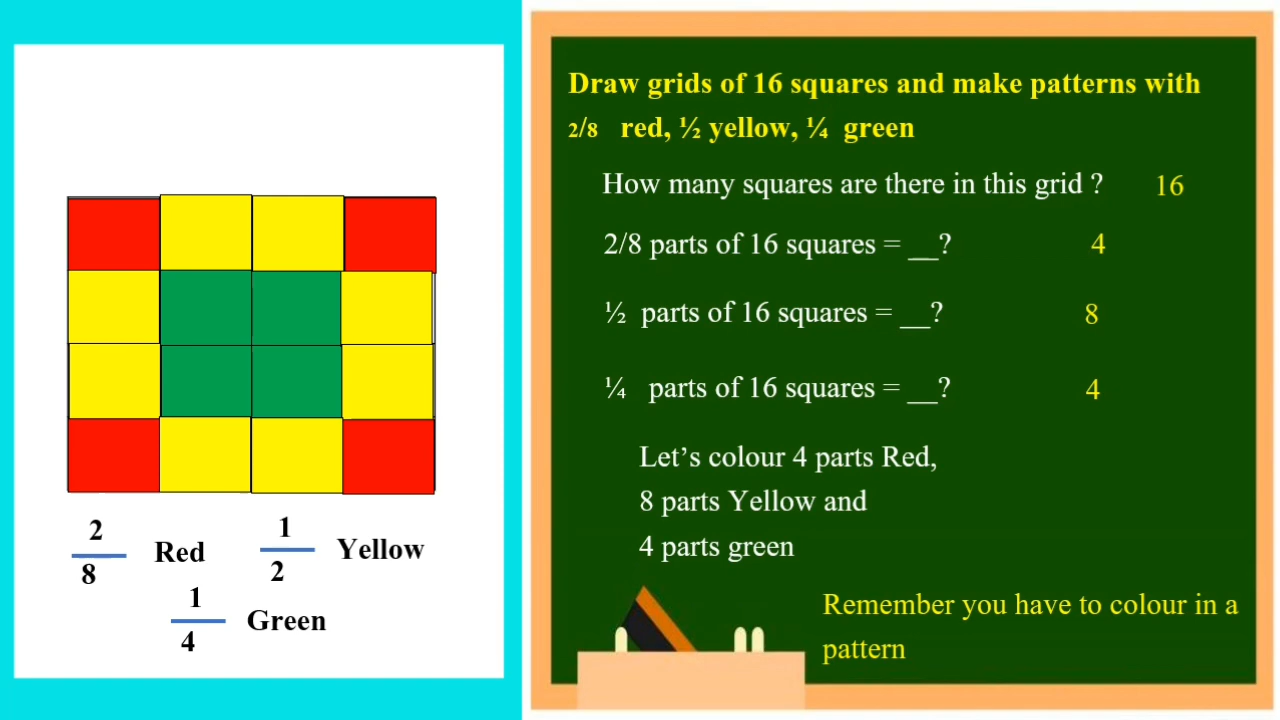 Draw grids of 16 squares and make patterns with
2/8 red, ½ yellow, ¼ green
How many squares are there in this grid ? 16
2/8 parts of 16 squares = __? 4
½ parts of 16 squares = __? 8
¼ parts of 16 squares = __? 4
Let’s colour 4 parts Red,
8 parts Yellow and
4 parts green
Remember you have to colour in a
pattern
2/8 Red
1/2 Yellow
1/4 Green